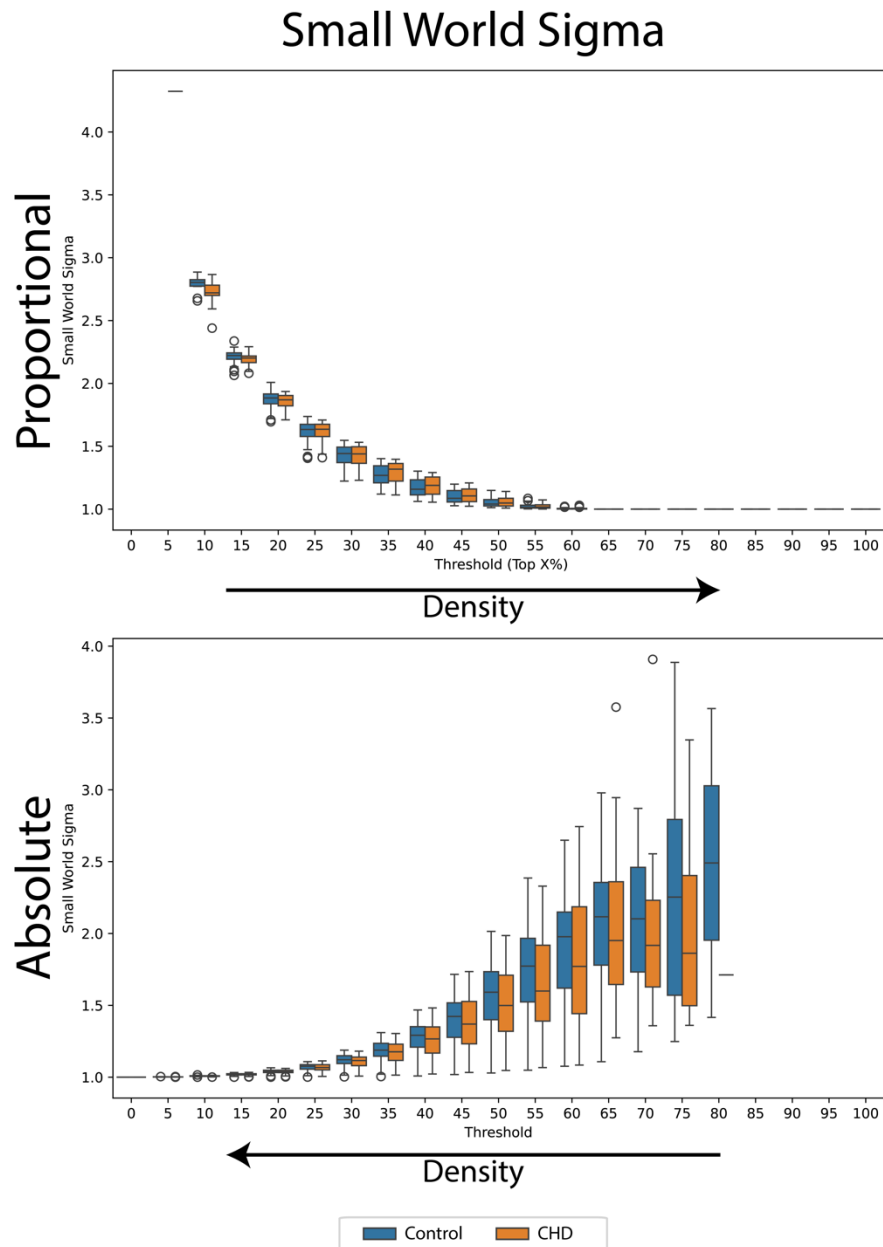 Small World Sigma
Proportional
Small World Sigma
4.0
3.5
3.0
2.5
2.0
1.5
1.0
0 5 10 15 20 25 30 35 40 45 50 55 60 65 70 75 80 85 90 95 100
Threshold (Top X%)
Density
Absolute
Small World Sigma
4.0
3.5
3.0
2.5
2.0
1.5
1.0
0 5 10 15 20 25 30 35 40 45 50 55 60 65 70 75 80 85 90 95 100
Threshold
Density
Control CHD